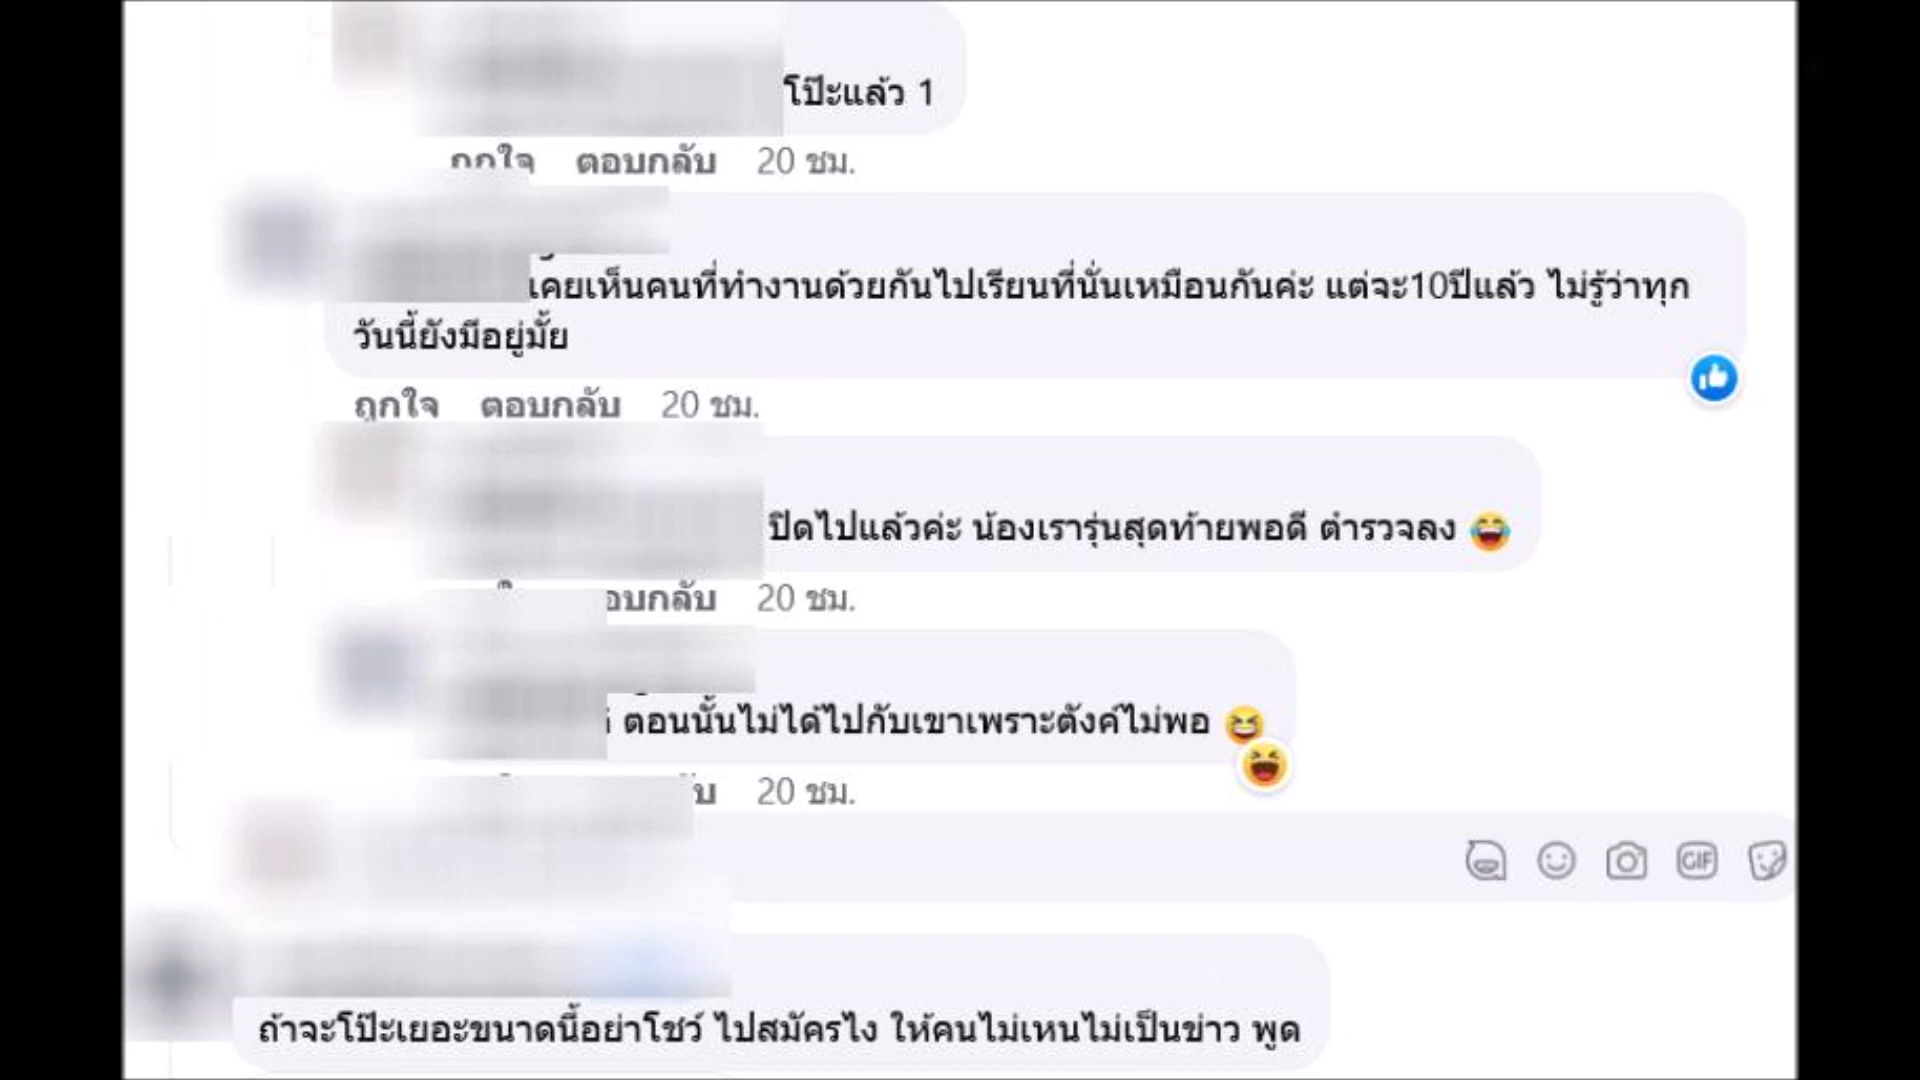 โป๊ะแล้ว 1
ถูกใจ ตอบกลับ 20 ชม.
เคยเห็นคนที่ทำงานด้วยกันไปเรียนที่นั่นเหมือนกันค่ะ แต่จะ10ปีแล้ว ไม่รู้ว่าทุก
วันนี้ยังมีอยู่มั้ย
ถูกใจ ตอบกลับ 20 ชม.
ปิดไปแล้วค่ะ น้องเรารุ่นสุดท้ายพอดี ตำรวจลง 😂
อบกลับ 20 ชม.
ตอนนั้นไม่ได้ไปกับเขาเพราะตังค์ไม่พอ 😆
20 ชม.
GIF
ถ้าจะโป๊ะเยอะขนาดนี้อย่าโชว์ ไปสมัครไง ให้คนไม่เหนไม่เป็นข่าว พูด